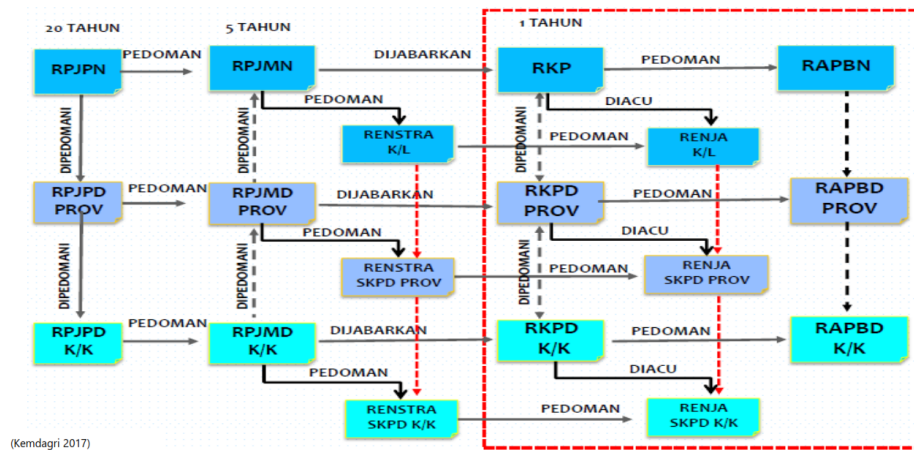 20 TAHUN
5 TAHUN
1 TAHUN
RPJPN
PEDOMAN
RPJMN
DIJABARKAN
RKP
PEDOMAN
RAPBN
PEDOMAN
DIACU
DIPEDOMANI
DIPEDOMANI
DIPEDOMANI
RENSTRA
K/L
PEDOMAN
RENJA
K/L
RPJPD
PROV
PEDOMAN
RPJMD
PROV
DIJABARKAN
RKPD
PROV
PEDOMAN
RAPBD
PROV
PEDOMAN
DIACU
DIPEDOMANI
DIPEDOMANI
DIPEDOMANI
RENSTRA
SKPD PROV
PEDOMAN
RENJA
SKPD PROV
RPJPD
K/K
PEDOMAN
RPJMD
K/K
DIJABARKAN
RKPD
K/K
PEDOMAN
RAPBD
K/K
PEDOMAN
DIACU
RENSTRA
SKPD K/K
PEDOMAN
RENJA
SKPD K/K
(Kemdagri 2017)